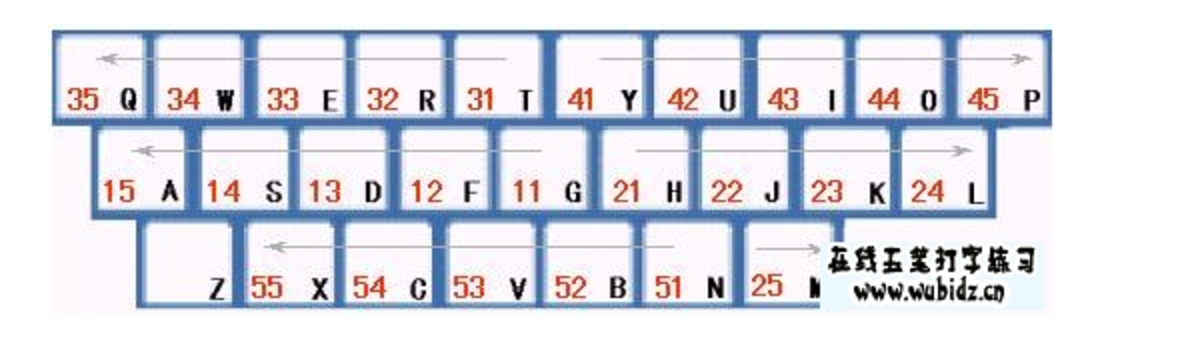 35 Q 34 W 33 E 32 R 31 T 41 Y 42 U 43 I 44 O 45 P
15 A 14 S 13 D 12 F 11 G 21 H 22 J 23 K 24 L
Z 55 X 54 C 53 V 52 B 51 N 25
在线五笔打字练习
www.wubidz.cn